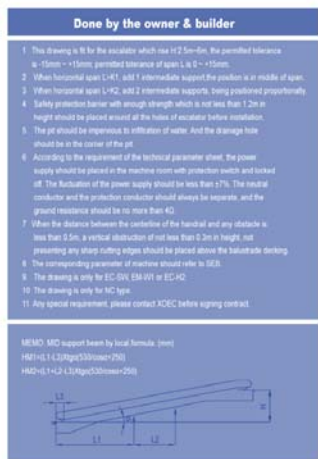 Done by the owner & builder
1 This drawing is fit for the escalator which rise H:2.5m~6m, the permitted tolerance
is -15mm ~ +15mm; permitted tolerance of span L is 0 ~ +15mm.
2 When horizontal span L>K1, add 1 intermediate support,the position is in middle of span.
3 When horizontal span L>K2, add 2 intermediate supports, being positioned proportionally.
4 Safety protection barrier with enough strength which is not less than 1.2m in
height should be placed around all the holes of escalator before installation.
5 The pit should be impervious to infiltration of water. And the drainage hole
should be in the corner of the pit.
6 According to the requirement of the technical parameter sheet, the power
supply should be placed in the machine room with protection switch and locked
off. The fluctuation of the power supply should be less than ±7%. The neutral
conductor and the protection conductor should always be separate, and the
ground resistance should be no more than 4Ω.
7 When the distance between the centerline of the handrail and any obstacle is
less than 0.5m, a vertical obstruction of not less than 0.3m in height, not
presenting any sharp cutting edges should be placed above the balustrade decking.
8 The corresponding parameter of machine should refer to
9 The drawing is only for EC-SW, EM-W1 or EC-H2.
10 The drawing is only for NC type.
11 Any special requirement, please contact XOEC before signing contract.
MEMO: MID support beam by local,formula: (mm)
HM1=(L1-L3)Xtgα(530/cosα+250)
HM2=(L1+L2-L3)Xtgα(530/cosα+250)
L3
H
L1
L2